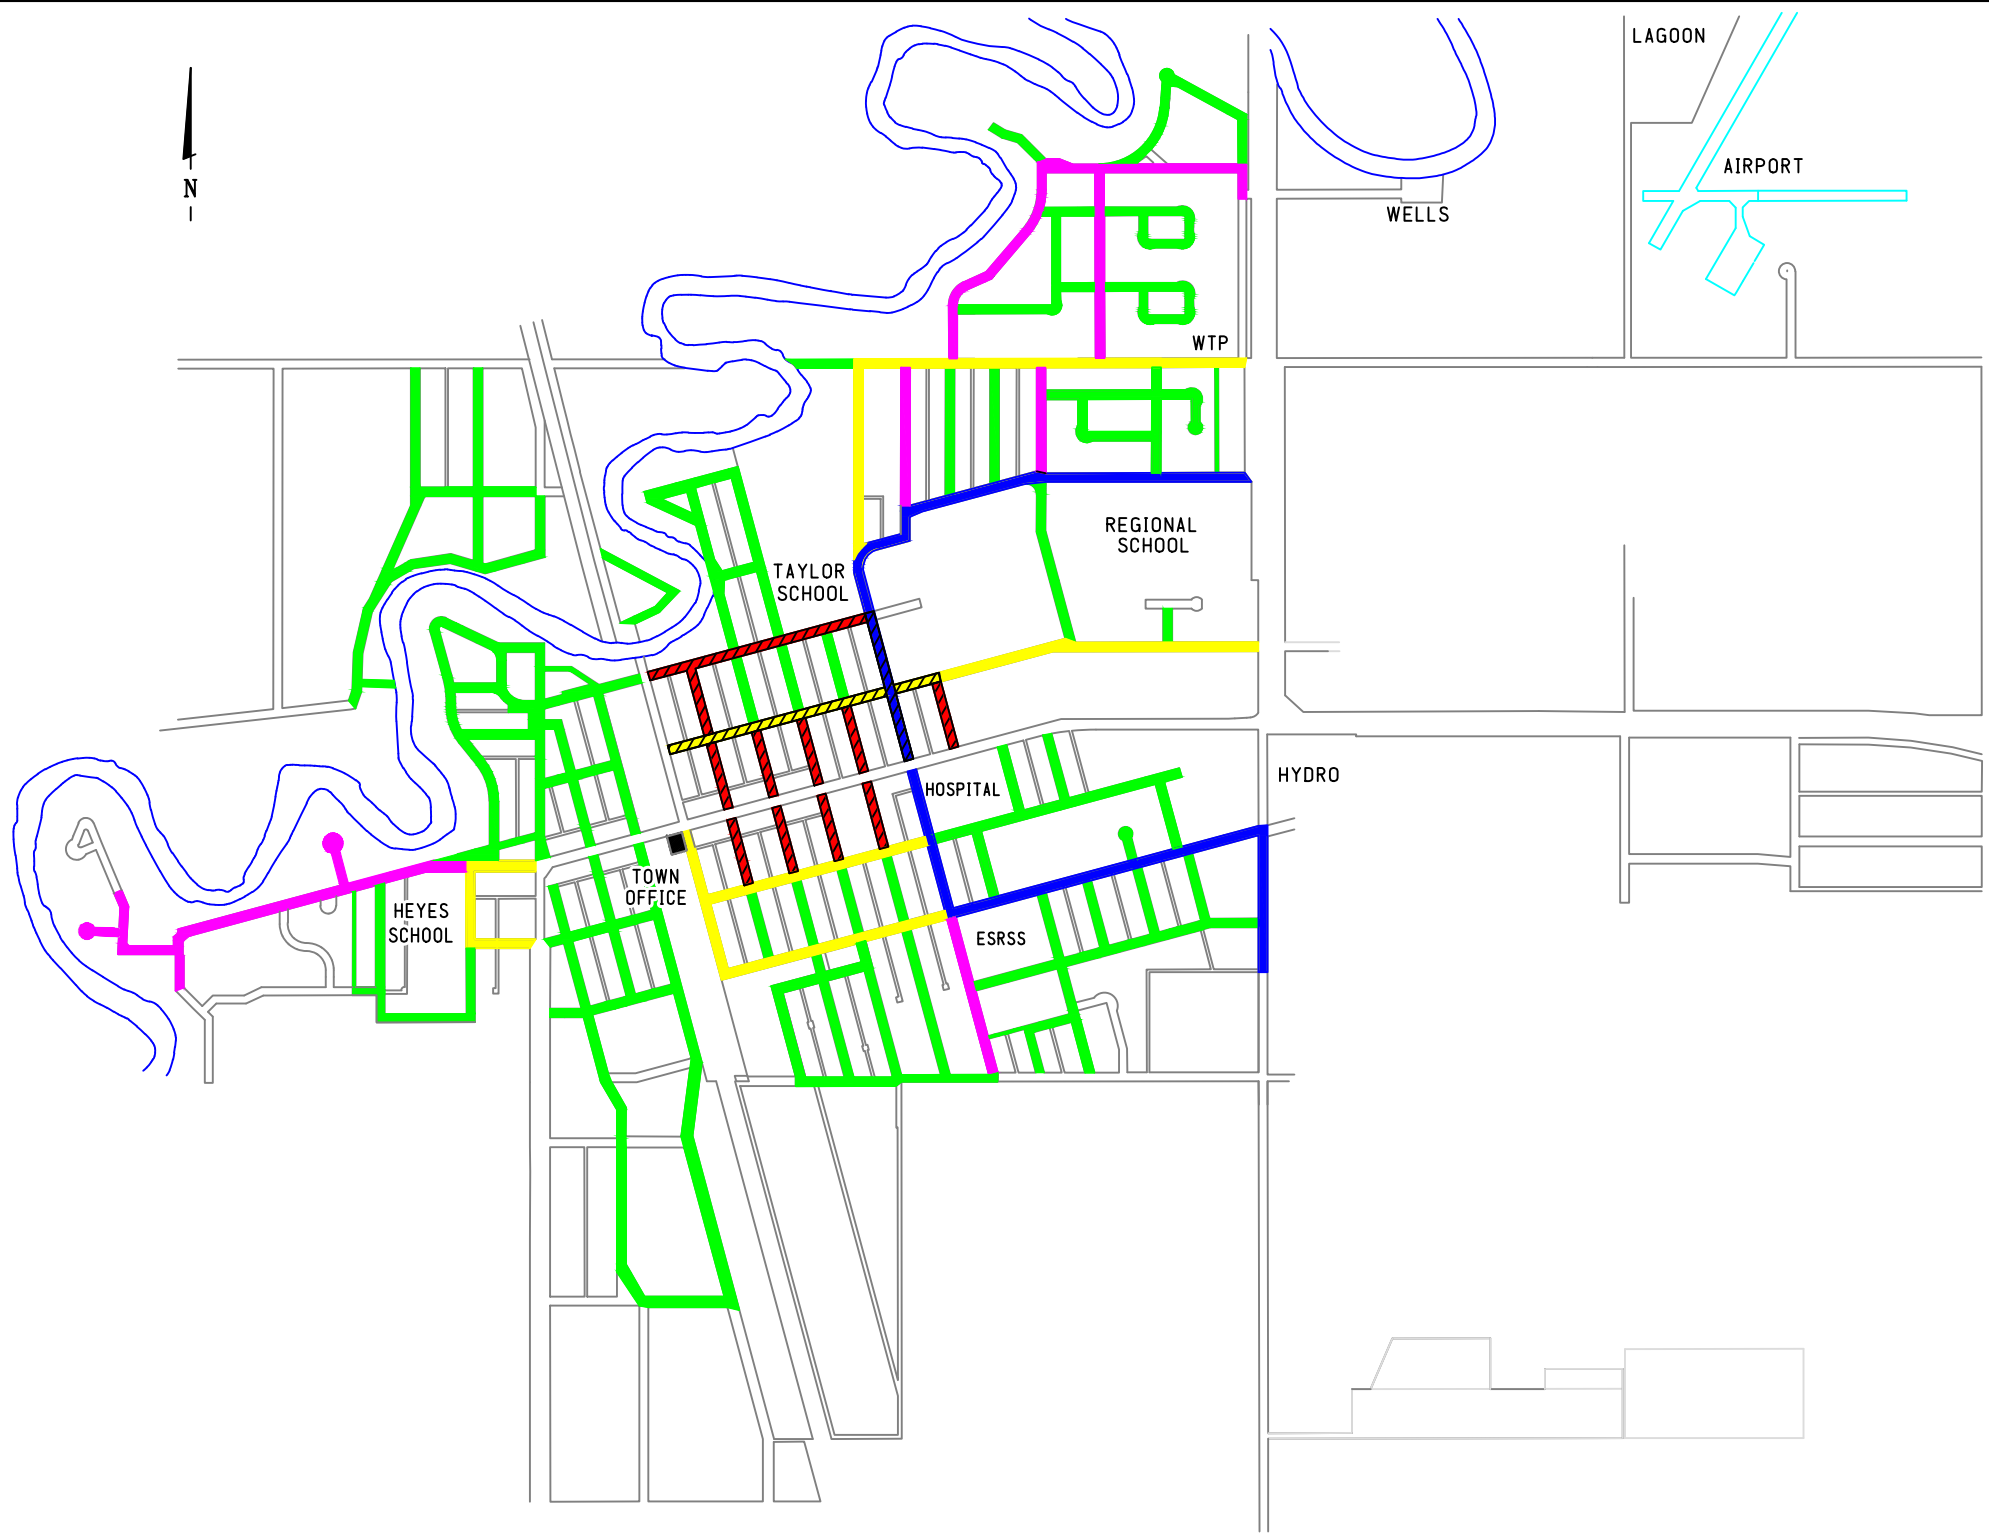 LAGOON
AIRPORT
N
WELLS
WTP
REGIONAL
SCHOOL
TAYLOR
SCHOOL
HYDRO
HOSPITAL
TOWN
OFFICE
HEYES
SCHOOL
ESRSS